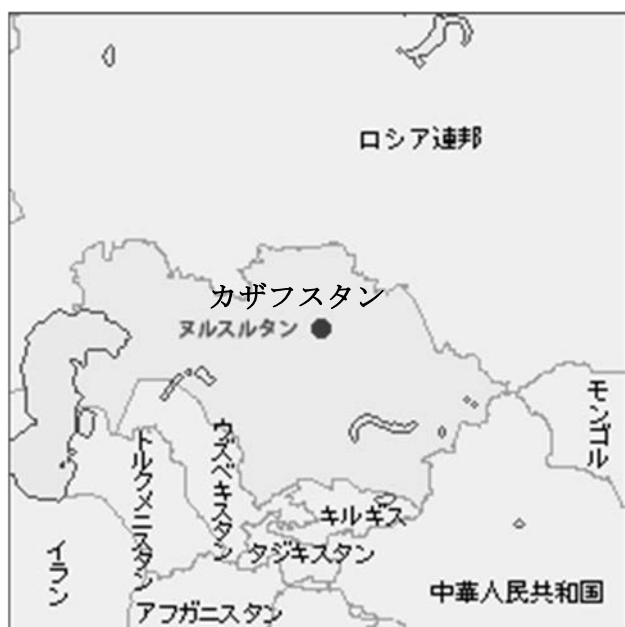 ロシア連邦
カザフスタン
ヌルスルタン
モンゴル
ウズベキスタン
トルクメニスタン
キルギス
タジキスタン
イラン
アフガニスタン
中華人民共和国